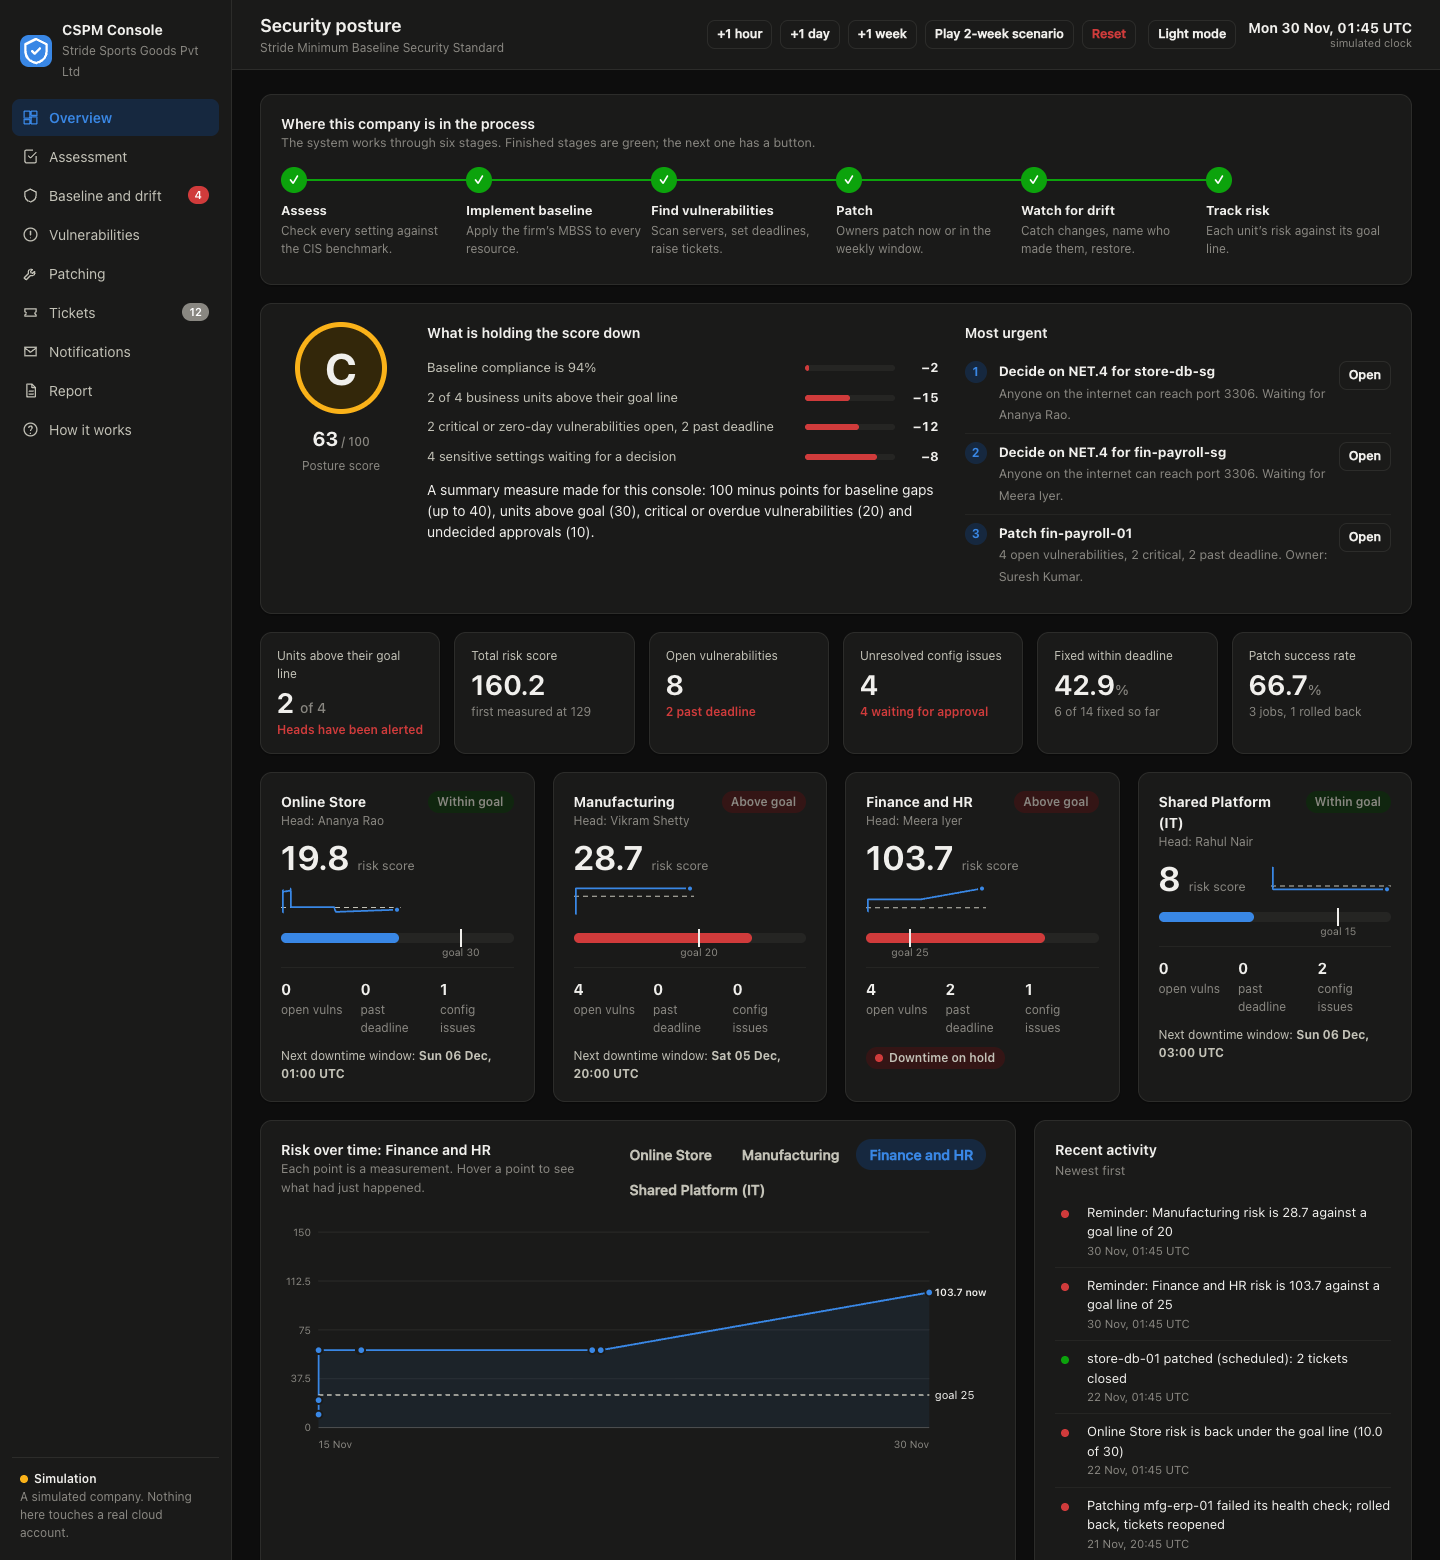 CSPM Console
Stride Sports Goods Pvt
Ltd
Overview
Assessment
Baseline and drift 4
Vulnerabilities
Patching
Tickets 12
Notifications
Report
How it works
Simulation
A simulated company. Nothing
here touches a real cloud
account.
Security posture
Stride Minimum Baseline Security Standard
+1 hour
+1 day
+1 week
Play 2-week scenario
Reset
Light mode
Mon 30 Nov, 01:45 UTC
simulated clock
Where this company is in the process
The system works through six stages. Finished stages are green; the next one has a button.
Assess
Check every setting against
the CIS benchmark.
Implement baseline
Apply the firm's MBSS to every
resource.
Find vulnerabilities
Scan servers, set deadlines,
raise tickets.
Patch
Owners patch now or in the
weekly window.
Watch for drift
Catch changes, name who
made them, restore.
Track risk
Each unit's risk against its goal
line.
C
63 / 100
Posture score
What is holding the score down
Baseline compliance is 94% −2
2 of 4 business units above their goal line −15
2 critical or zero-day vulnerabilities open, 2 past deadline −12
4 sensitive settings waiting for a decision −8
A summary measure made for this console: 100 minus points for baseline gaps
(up to 40), units above goal (30), critical or overdue vulnerabilities (20) and
undecided approvals (10).
Most urgent
1 Decide on NET.4 for store-db-sg Open
Anyone on the internet can reach port 3306. Waiting for
Ananya Rao.
2 Decide on NET.4 for fin-payroll-sg Open
Anyone on the internet can reach port 3306. Waiting for
Meera Iyer.
3 Patch fin-payroll-01 Open
4 open vulnerabilities, 2 critical, 2 past deadline. Owner:
Suresh Kumar.
Units above their goal
line
2 of 4
Heads have been alerted
Total risk score
160.2
first measured at 129
Open vulnerabilities
8
2 past deadline
Unresolved config issues
4
4 waiting for approval
Fixed within deadline
42.9%
6 of 14 fixed so far
Patch success rate
66.7%
3 jobs, 1 rolled back
Online Store Within goal
Head: Ananya Rao
19.8 risk score
goal 30
0 0 1
open vulns past config
deadline issues
Next downtime window: Sun 06 Dec,
01:00 UTC
Manufacturing Above goal
Head: Vikram Shetty
28.7 risk score
goal 20
4 0 0
open vulns past config
deadline issues
Next downtime window: Sat 05 Dec,
20:00 UTC
Finance and HR Above goal
Head: Meera Iyer
103.7 risk score
goal 25
4 2 1
open vulns past config
deadline issues
Downtime on hold
Shared Platform Within goal
(IT)
Head: Rahul Nair
8 risk score
goal 15
0 0 2
open vulns past config
deadline issues
Next downtime window: Sun 06 Dec,
03:00 UTC
Risk over time: Finance and HR
Each point is a measurement. Hover a point to see
what had just happened.
Online Store Manufacturing Finance and HR
Shared Platform (IT)
150
112.5
103.7 now
75
37.5
goal 25
0
15 Nov 30 Nov
Recent activity
Newest first
Reminder: Manufacturing risk is 28.7 against a
goal line of 20
30 Nov, 01:45 UTC
Reminder: Finance and HR risk is 103.7 against a
goal line of 25
30 Nov, 01:45 UTC
store-db-01 patched (scheduled): 2 tickets
closed
22 Nov, 01:45 UTC
Online Store risk is back under the goal line (10.0
of 30)
22 Nov, 01:45 UTC
Patching mfg-erp-01 failed its health check; rolled
back, tickets reopened
21 Nov, 20:45 UTC